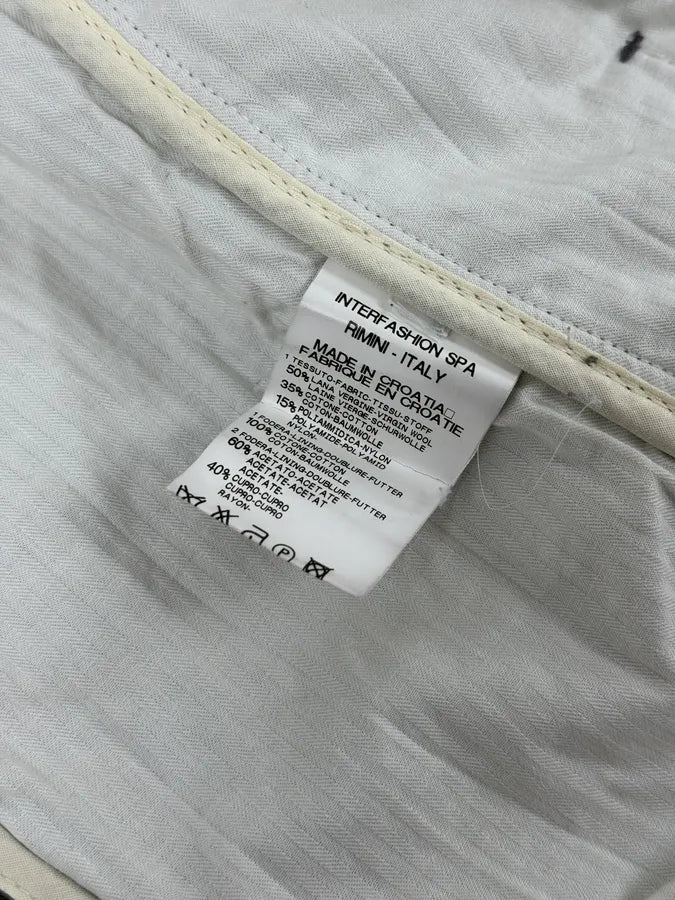 INTERFASHION SPA
RIMINI - ITALY
MADE IN CROATIA
FABRIQUE EN CROATIE
1 TESSUTO-FABRIC-TISSU-STOFF
50% LANA VERGINE-VIRGIN WOOL
LAINE VIERGE-SCHURWOLLE
35% COTONE-COTTON
COTON-BAUMWOLLE
15% POLIAMMIDICA-NYLON
POLYAMIDE-POLYAMID
NYLON-
1 FODERA-LINING-DOUBLURE-FUTTER
100% COTONE-COTTON
COTON-BAUMWOLLE
2 FODERA-LINING-DOUBLURE-FUTTER
60% ACETATO-ACETATE
ACETATE-ACETAT
ACETATE-
40% CUPRO-CUPRO
CUPRO-CUPRO
RAYON-
P